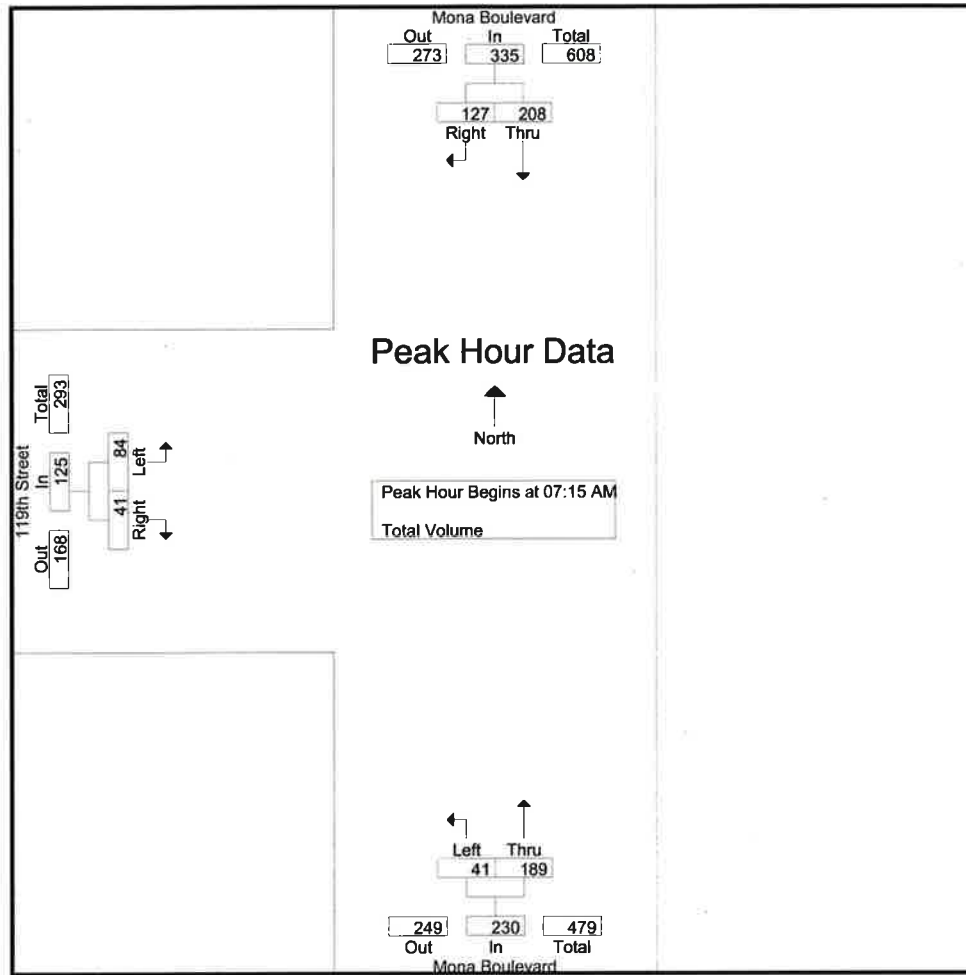 Mona Boulevard
Out In Total
273 335 608
127 208
Right Thru
Peak Hour Data
North
Peak Hour Begins at 07:15 AM
Total Volume
119th Street
Out In Total
168 125 293
41 84
Right Left
Left Thru
41 189
249 230 479
Out In Total
Mona Boulevard